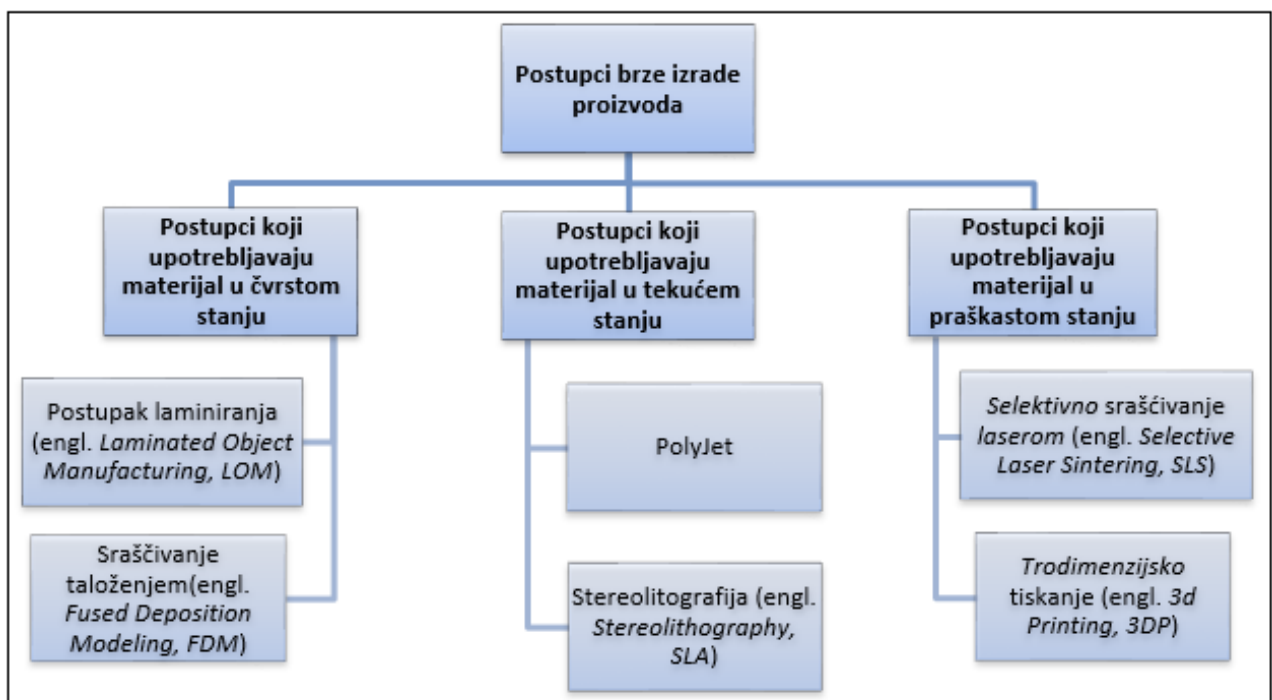 Postupci brze izrade
proizvoda
Postupci koji
upotrebljavaju
materijal u čvrstom
stanju
Postupak laminiranja
(engl. Laminated Object
Manufacturing, LOM)
Srašćivanje
taloženjem(engl.
Fused Deposition
Modeling, FDM)
Postupci koji
upotrebljavaju
materijal u tekućem
stanju
PolyJet
Stereolitografija (engl.
Stereolithography,
SLA)
Postupci koji
upotrebljavaju
materijal u
praškastom stanju
Selektivno srašćivanje
laserom (engl. Selective
Laser Sintering, SLS)
Trodimenzijsko
tiskanje (engl. 3d
Printing, 3DP)